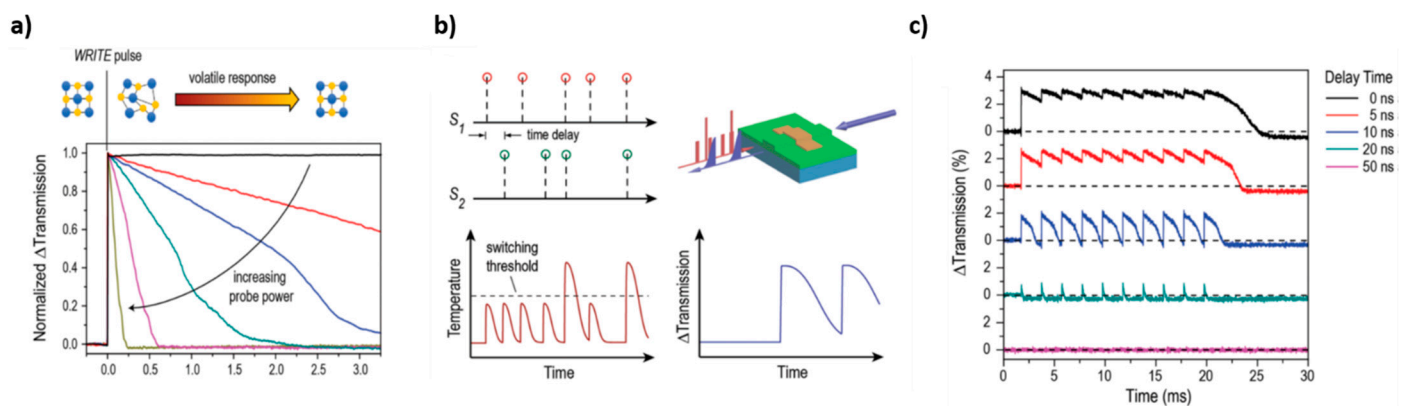 a)
WRITE pulse
volatile response
Normalized ΔTransmission
1.0
0.8
0.6
0.4
0.2
0.0
increasing
probe power
0.0 0.5 1.0 1.5 2.0 2.5 3.0
b)
S1
time delay
S2
switching
threshold
Temperature
Time
ΔTransmission
Time
c)
ΔTransmission (%)
4
2
0
2
0
2
0
2
0
2
0
0 5 10 15 20 25 30
Time (ms)
Delay Time
0 ns
5 ns
10 ns
20 ns
50 ns